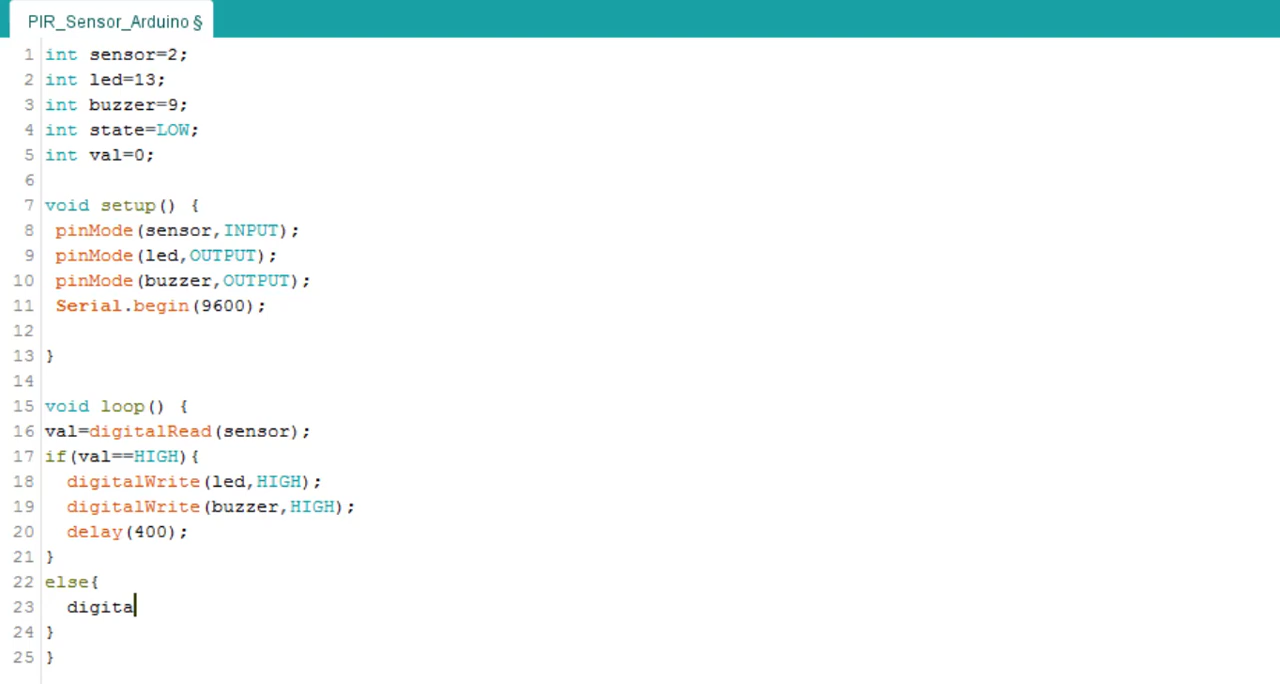 PIR_Sensor_Arduino §
1 int sensor=2;
2 int led=13;
3 int buzzer=9;
4 int state=LOW;
5 int val=0;
6
7 void setup() {
8 pinMode(sensor,INPUT);
9 pinMode(led,OUTPUT);
10 pinMode(buzzer,OUTPUT);
11 Serial.begin(9600);
12
13 }
14
15 void loop() {
16 val=digitalRead(sensor);
17 if(val==HIGH){
18 digitalWrite(led,HIGH);
19 digitalWrite(buzzer,HIGH);
20 delay(400);
21 }
22 else{
23 digita
24 }
25 }